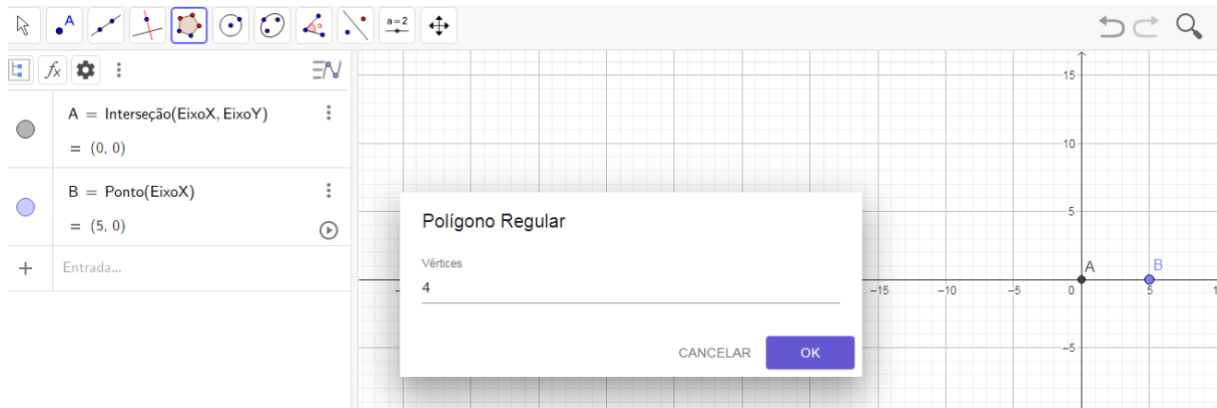 A
a=2
fx
A = Interseção(EixoX, EixoY)
= (0, 0)
B = Ponto(EixoX)
= (5, 0)
+ Entrada...
Polígono Regular
Vértices
4
CANCELAR
OK
15
10
5
A
B
-15
-10
-5
0
5
-5